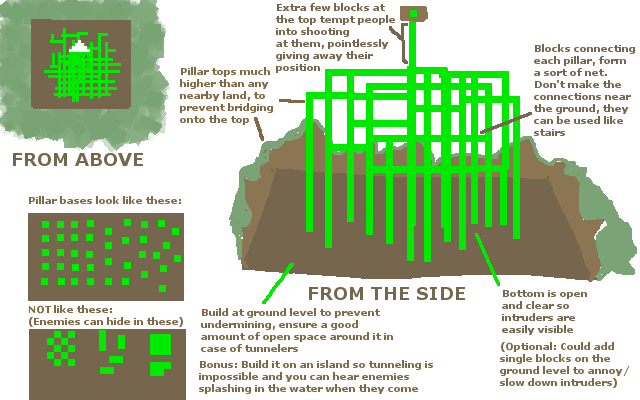 Extra few blocks at
the top tempt people
into shooting
at them, pointlessly
giving away their
position
Blocks connecting
each pillar, form
a sort of net.
Don't make the
connections near
the ground, they
can be used like
stairs
Pillar tops much
higher than any
nearby land, to
prevent bridging
onto the top
FROM ABOVE
Pillar bases look like these:
NOT like these:
(Enemies can hide in these)
FROM THE SIDE
Build at ground level to prevent
undermining, ensure a good
amount of open space around it in
case of tunnelers
Bonus: Build it on an island so tunneling is
impossible and you can hear enemies
splashing in the water when they come
Bottom is open
and clear so
intruders are
easily visible
(Optional: Could add
single blocks on the
ground level to annoy/
slow down intruders)